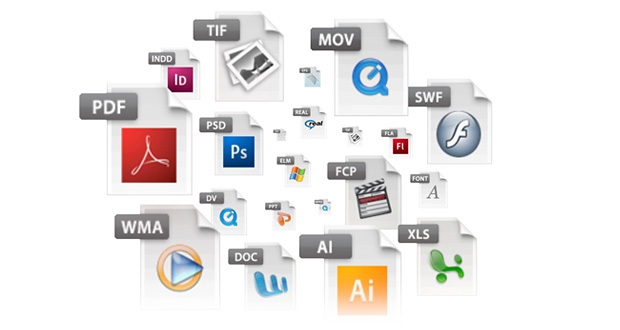 TIF
MOV
INDD
Id
SWF
PDF
REAL
real
PSD
Ps
FLA
Fl
ELM
FCP
FONT
A
DV
PPT
WMA
DOC
AI
Ai
XLS